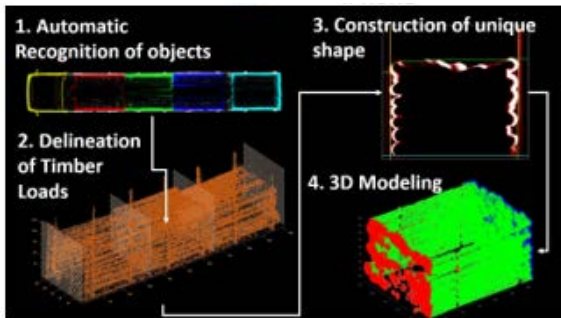 1. Automatic
Recognition of objects
2. Delineation
of Timber
Loads
3. Construction of unique
shape
4. 3D Modeling